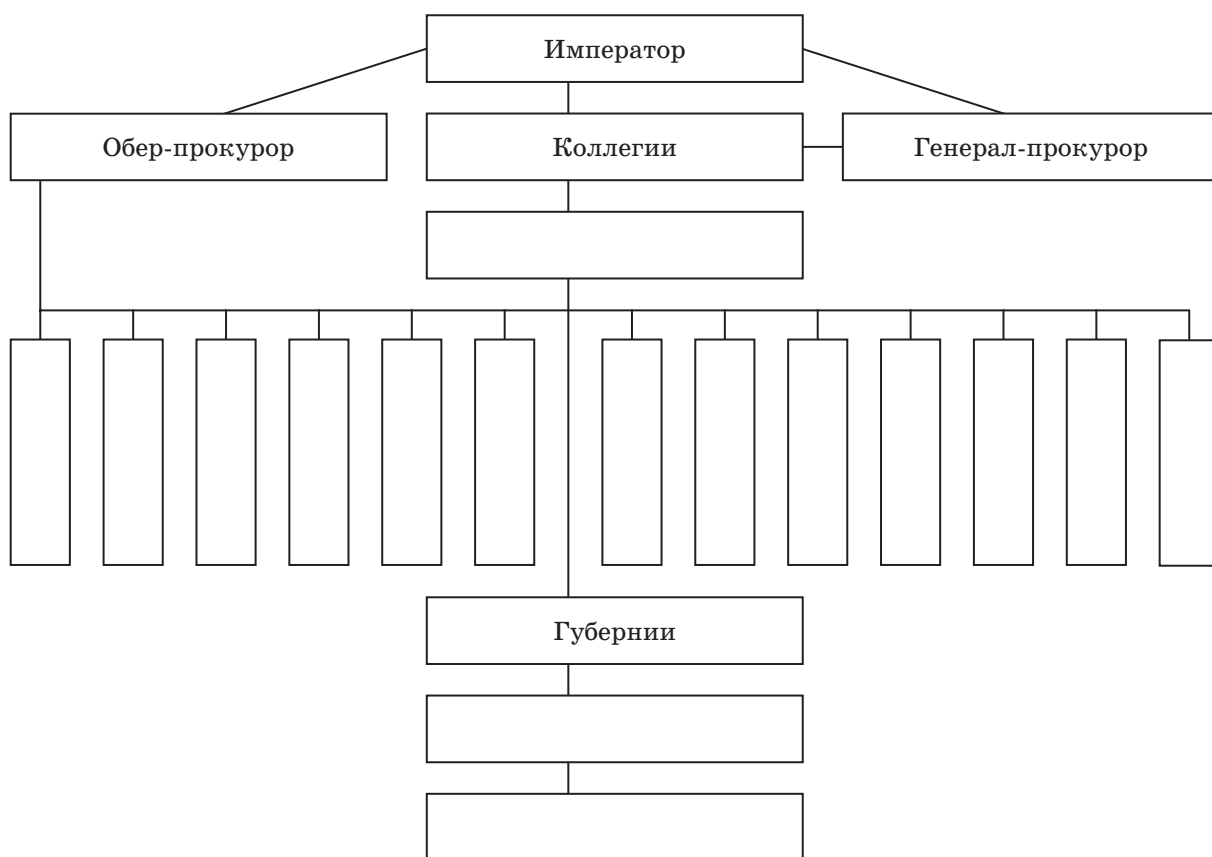 Император
Обер-прокурор
Коллегии
Генерал-прокурор
Губернии